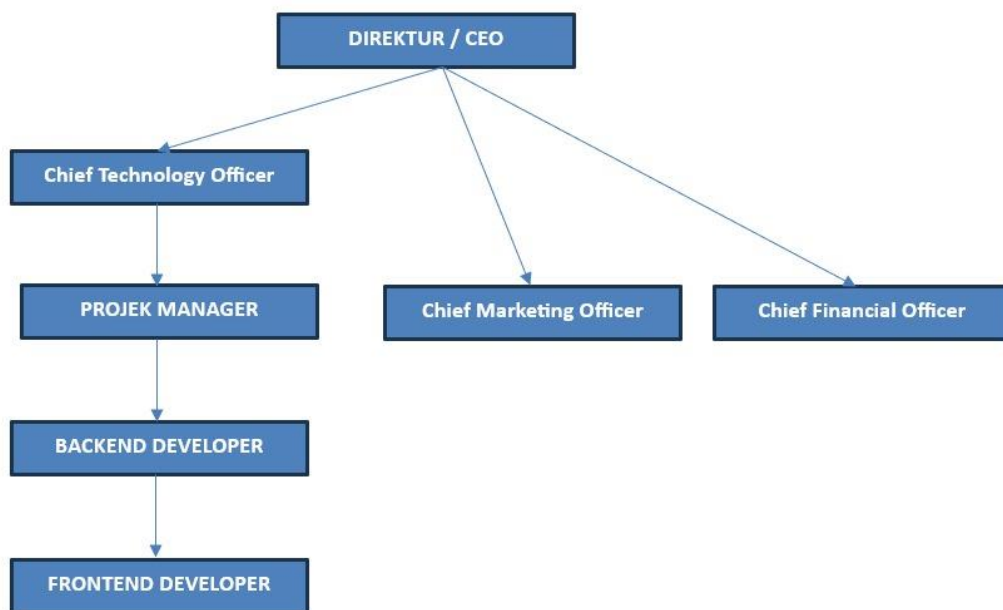 DIREKTUR / CEO
Chief Technology Officer
PROJEK MANAGER
Chief Marketing Officer
Chief Financial Officer
BACKEND DEVELOPER
FRONTEND DEVELOPER